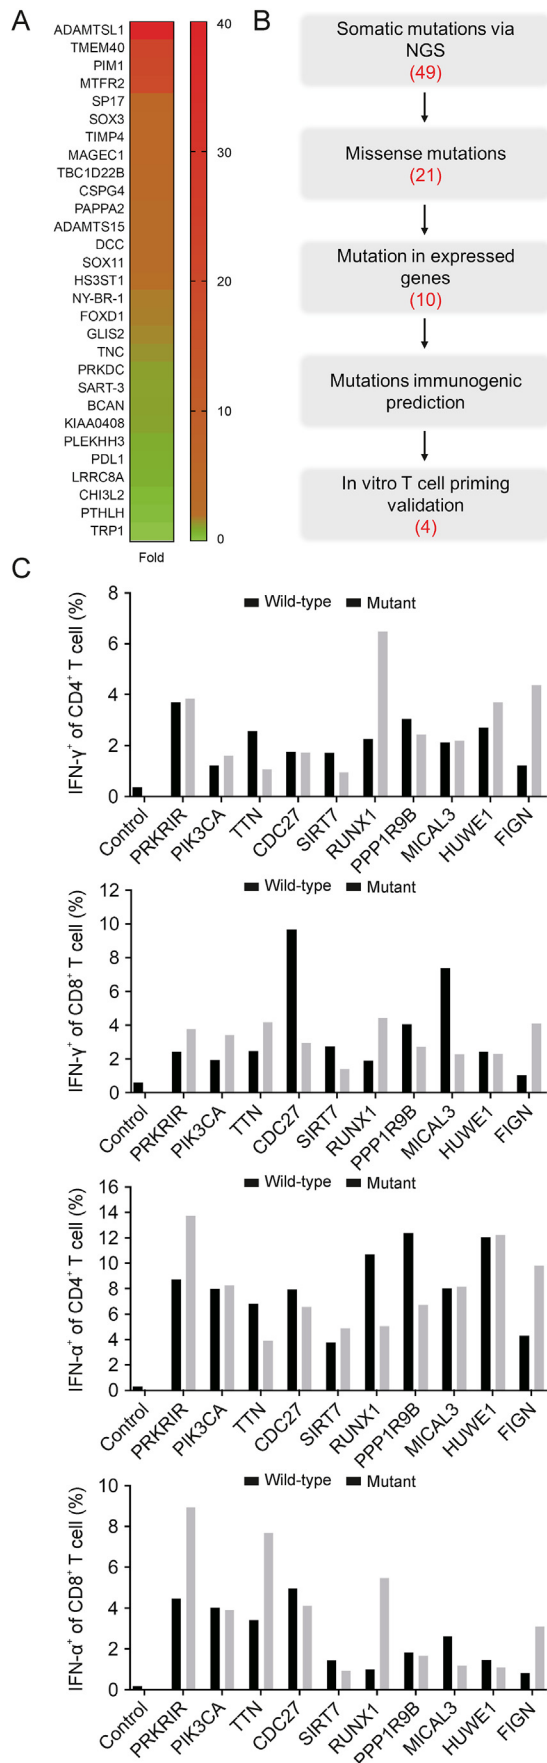 A
ADAMTSL1
TMEM40
PIM1
MTFR2
SP17
SOX3
TIMP4
MAGEC1
TBC1D22B
CSPG4
PAPPA2
ADAMTS15
DCC
SOX11
HS3ST1
NY-BR-1
FOXD1
GLIS2
TNC
PRKDC
SART-3
BCAN
KIAA0408
PLEKHH3
PDL1
LRRC8A
CHI3L2
PTHLH
TRP1
Fold
40
30
20
10
0
B
Somatic mutations via
NGS
(49)
Missense mutations
(21)
Mutation in expressed
genes
(10)
Mutations immunogenic
prediction
In vitro T cell priming
validation
(4)
C
IFN-γ⁺ of CD4⁺ T cell (%)
8
6
4
2
0
Wild-type Mutant
Control PRKRIR PIK3CA TTN CDC27 SIRT7 RUNX1 PPP1R9B MICAL3 HUWE1 FIGN
IFN-γ⁺ of CD8⁺ T cell (%)
12
10
8
6
4
2
0
Wild-type Mutant
Control PRKRIR PIK3CA TTN CDC27 SIRT7 RUNX1 PPP1R9B MICAL3 HUWE1 FIGN
IFN-α⁺ of CD4⁺ T cell (%)
16
14
12
10
8
6
4
2
0
Wild-type Mutant
Control PRKRIR PIK3CA TTN CDC27 SIRT7 RUNX1 PPP1R9B MICAL3 HUWE1 FIGN
IFN-α⁺ of CD8⁺ T cell (%)
10
8
6
4
2
0
Wild-type Mutant
Control PRKRIR PIK3CA TTN CDC27 SIRT7 RUNX1 PPP1R9B MICAL3 HUWE1 FIGN